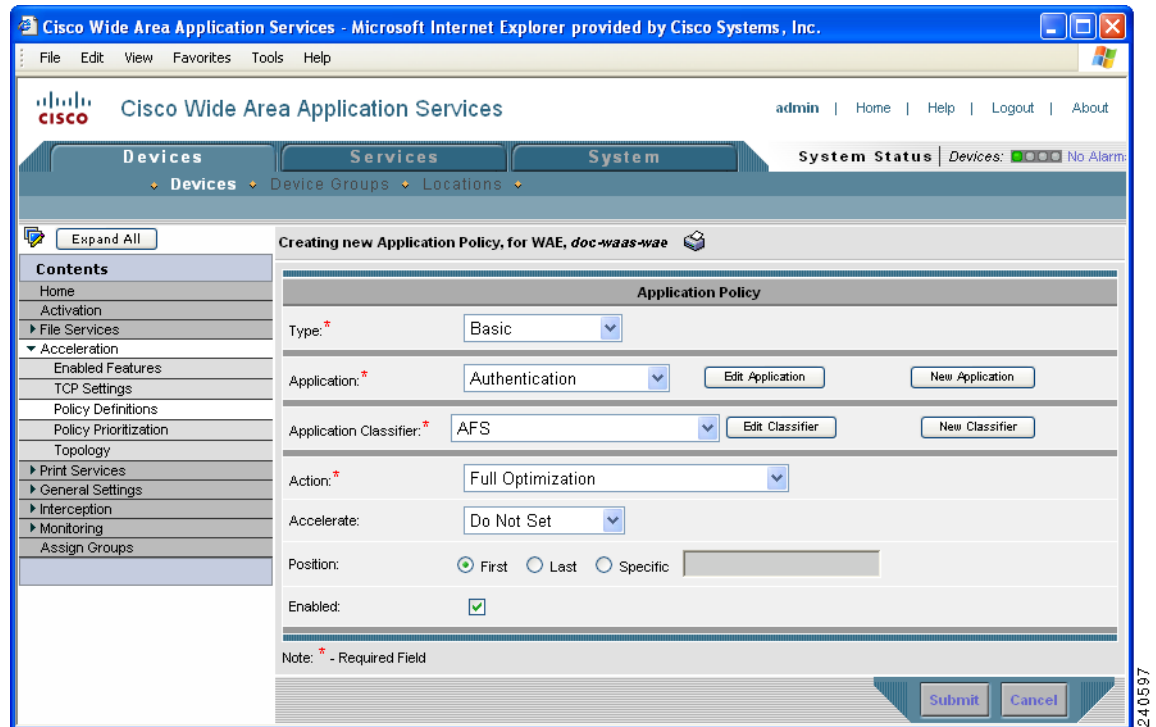 Cisco Wide Area Application Services - Microsoft Internet Explorer provided by Cisco Systems, Inc.
File Edit View Favorites Tools Help
CISCO Cisco Wide Area Application Services admin | Home | Help | Logout | About
Devices Services System System Status Devices: No Alarms
Devices Device Groups Locations
Expand All
Creating new Application Policy, for WAE, doc-waas-wae
Contents
Home
Activation
File Services
Acceleration
Enabled Features
TCP Settings
Policy Definitions
Policy Prioritization
Topology
Print Services
General Settings
Interception
Monitoring
Assign Groups
Application Policy
Type:* Basic
Application:* Authentication Edit Application New Application
Application Classifier:* AFS Edit Classifier New Classifier
Action:* Full Optimization
Accelerate: Do Not Set
Position: First Last Specific
Enabled:
Note: * - Required Field
Submit Cancel
240597